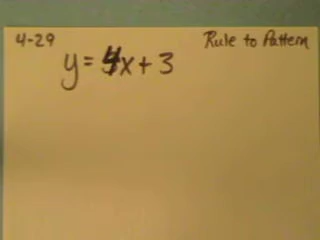 4-29 Rule to Pattern
y = 4x + 3